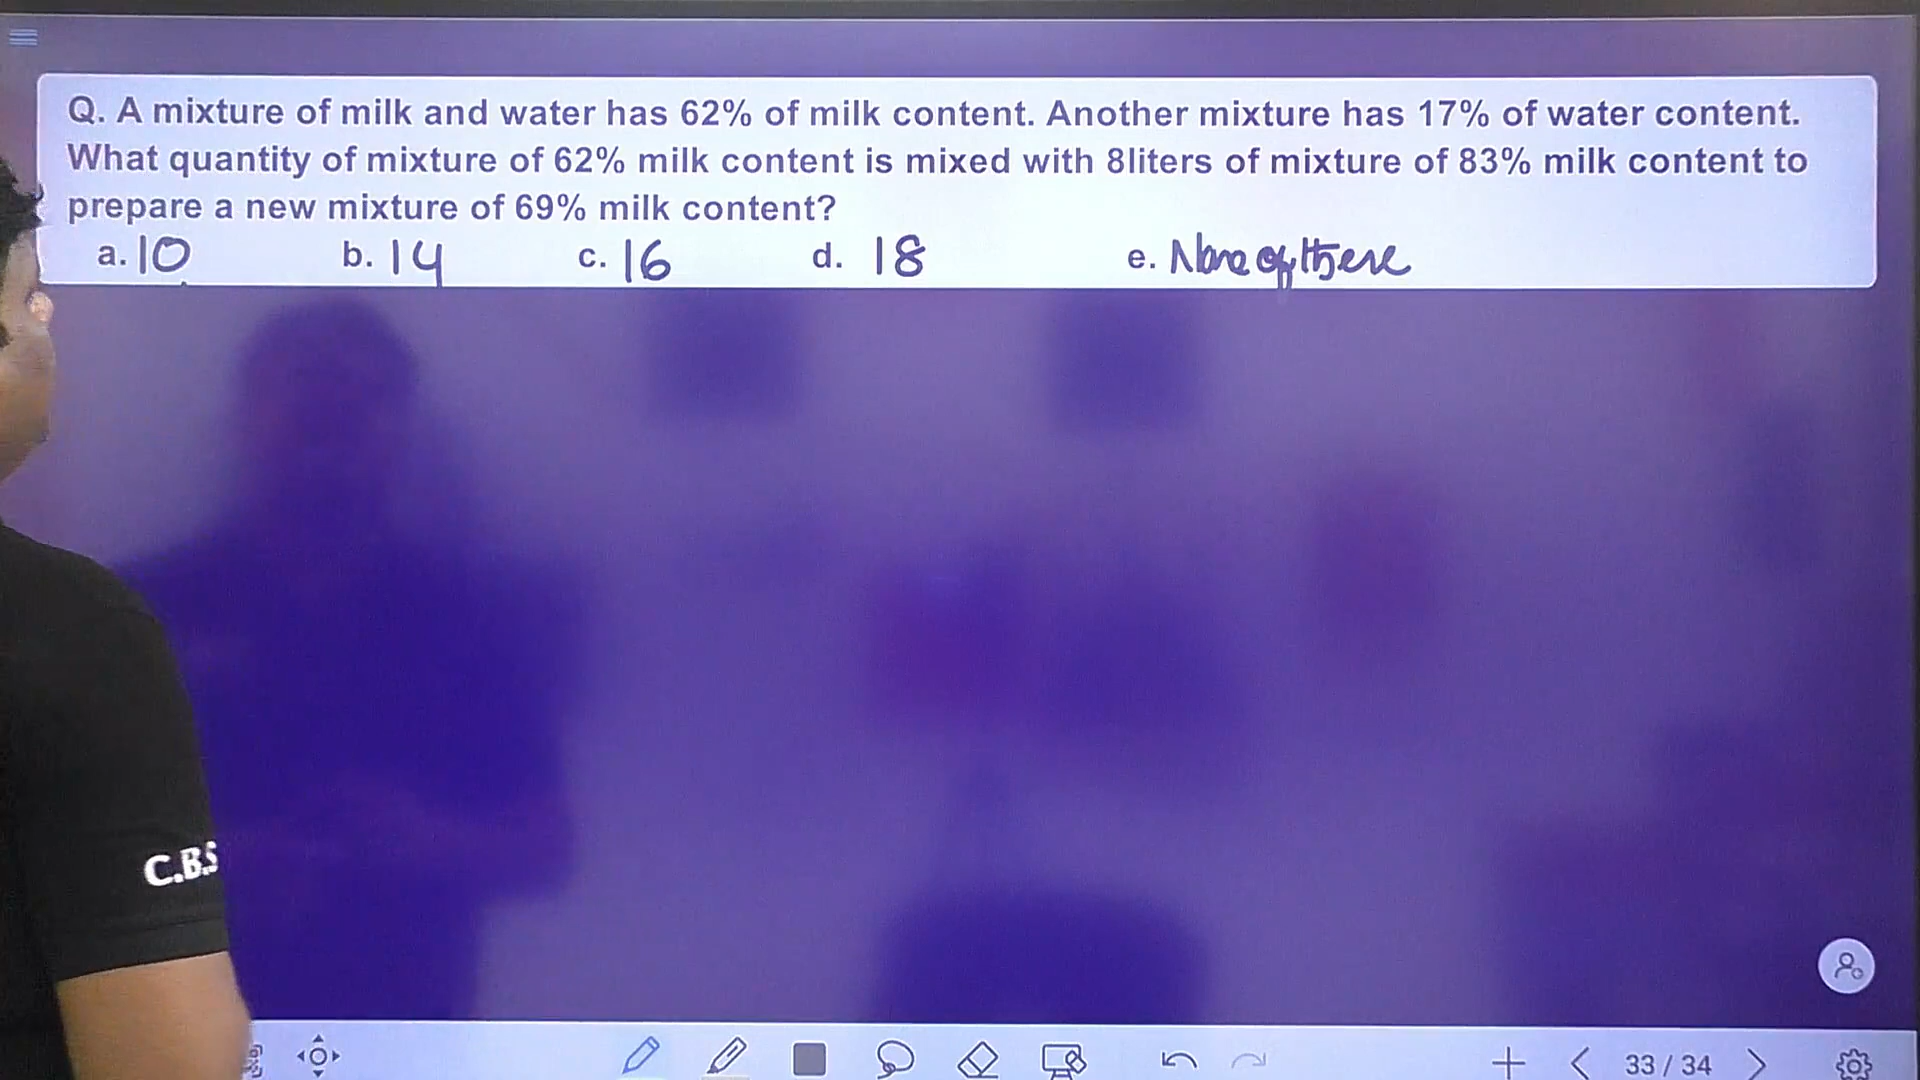 Q. A mixture of milk and water has 62% of milk content. Another mixture has 17% of water content.
What quantity of mixture of 62% milk content is mixed with 8liters of mixture of 83% milk content to
prepare a new mixture of 69% milk content?
a. 10 b. 14 c. 16 d. 18 e. None of these
C.B.S
33 / 34